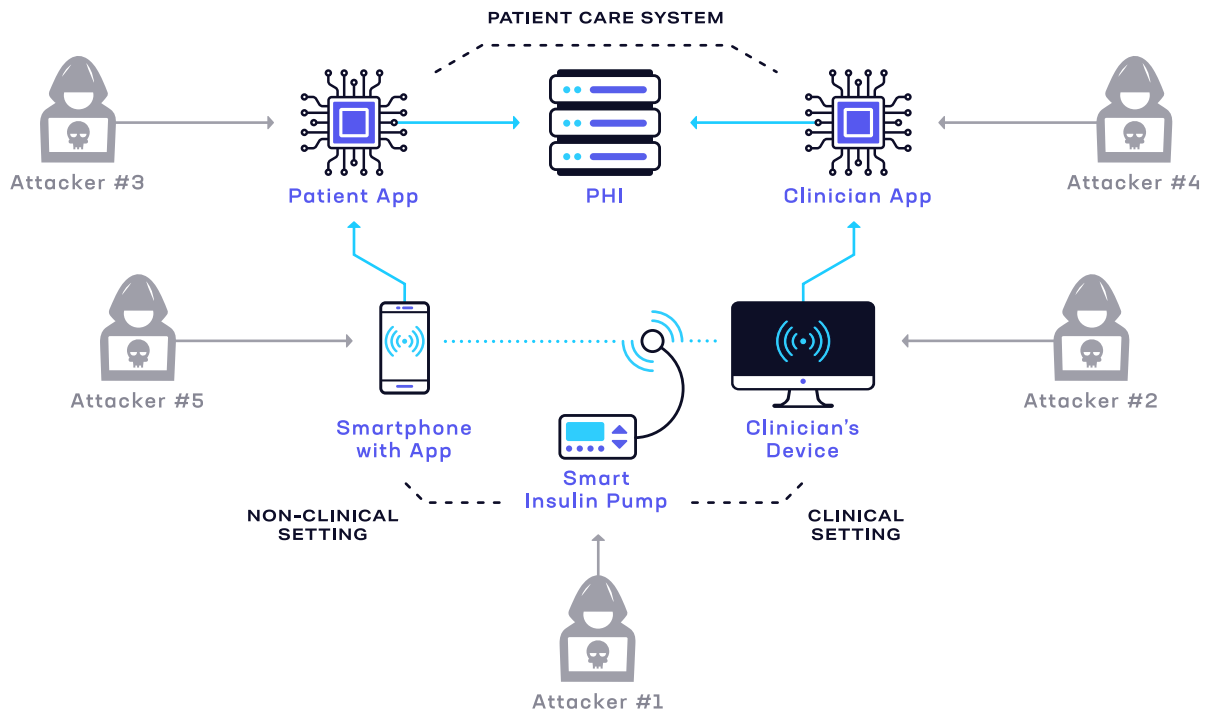 PATIENT CARE SYSTEM
Attacker #3
Patient App
PHI
Clinician App
Attacker #4
Attacker #5
Smartphone
with App
Smart
Insulin Pump
Clinician's
Device
Attacker #2
NON-CLINICAL
SETTING
CLINICAL
SETTING
Attacker #1